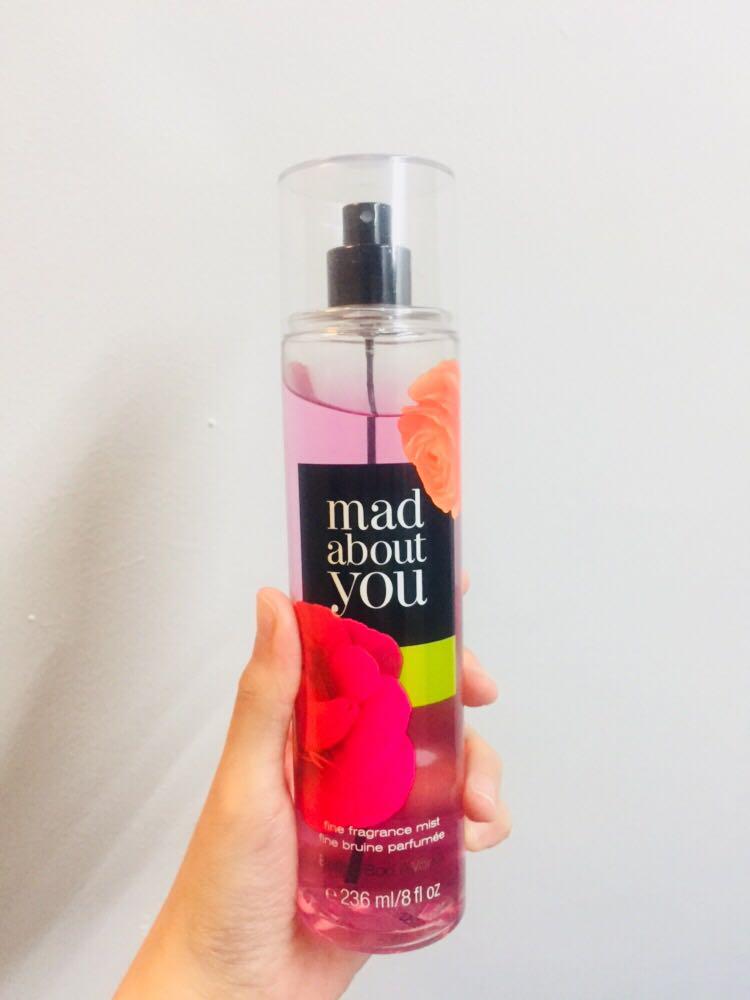 mad
about
you
fine fragrance mist
fine bruine parfumée
e 236 ml/8 fl oz